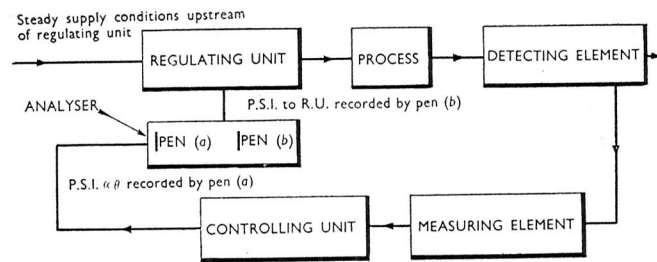 Steady supply conditions upstream
of regulating unit
REGULATING UNIT
PROCESS
DETECTING ELEMENT
ANALYSER
P.S.I. to R.U. recorded by pen (b)
PEN (a) PEN (b)
P.S.I. α θ recorded by pen (a)
CONTROLLING UNIT
MEASURING ELEMENT